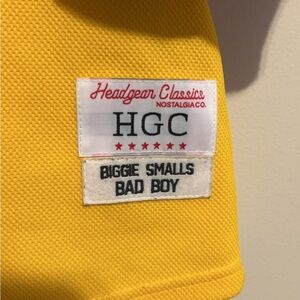 Headgear Classics
NOSTALGIA CO.
HGC
BIGGIE SMALLS
BAD BOY